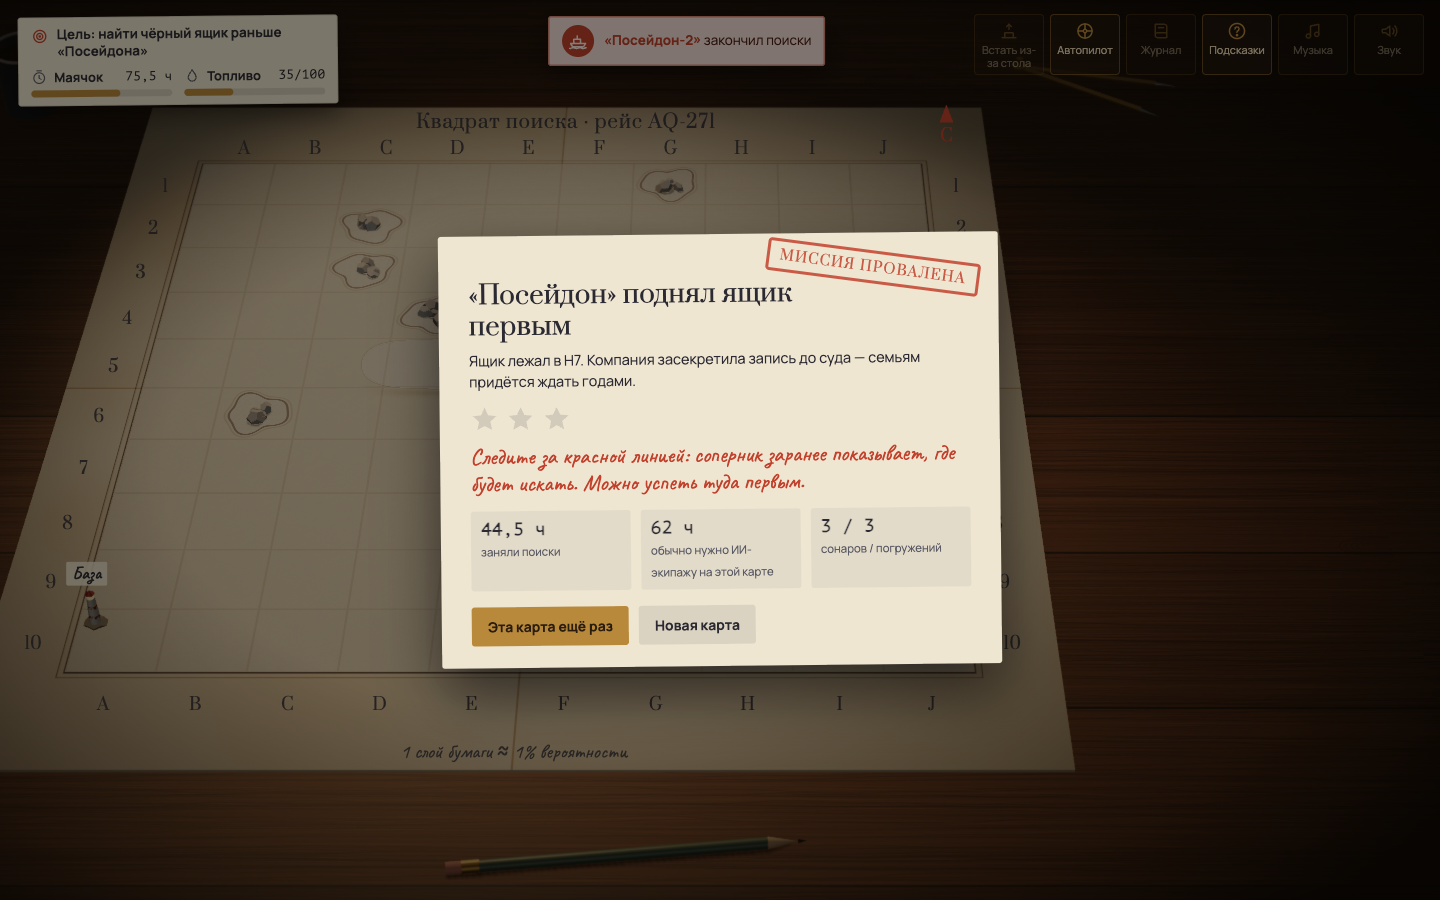 Цель: найти чёрный ящик раньше
«Посейдона»
Маячок 75,5 ч Топливо 35/100
«Посейдон-2» закончил поиски
Встать из-
за стола
Автопилот
Журнал
Подсказки
Музыка
Звук
Квадрат поиска · рейс AQ-271
С
A B C D E F G H I J
1 1
2 2
3
4
5
6
7
8
9 9
10 10
База
A B C D E F G H I J
1 слой бумаги ≈ 1% вероятности
МИССИЯ ПРОВАЛЕНА
«Посейдон» поднял ящик
первым
Ящик лежал в H7. Компания засекретила запись до суда — семьям
придётся ждать годами.
Следите за красной линией: соперник заранее показывает, где
будет искать. Можно успеть туда первым.
44,5 ч
заняли поиски
62 ч
обычно нужно ИИ-
экипажу на этой карте
3 / 3
сонаров / погружений
Эта карта ещё раз
Новая карта